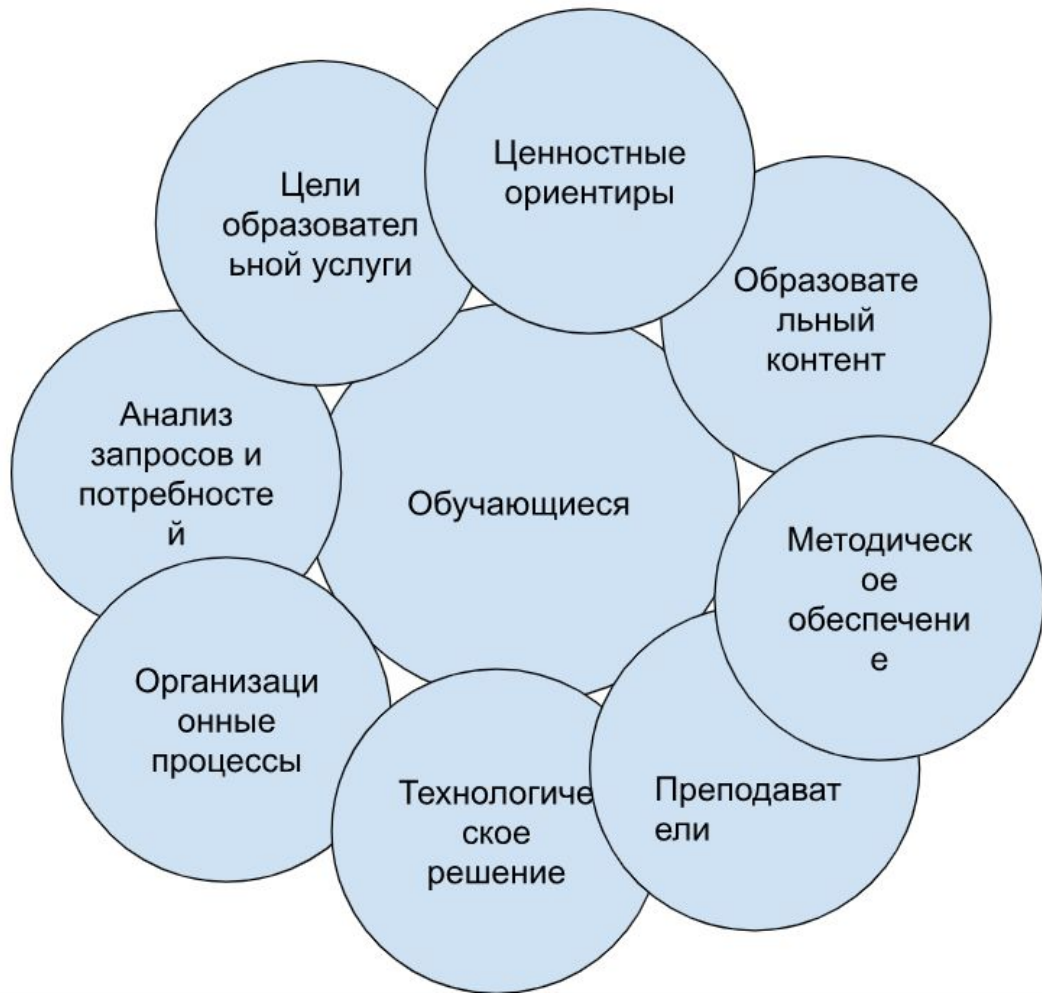 Ценностные
ориентиры
Цели
образовател
ьной услуги
Образовате
льный
контент
Анализ
запросов и
потребносте
й
Обучающиеся
Методическ
ое
обеспечени
е
Организаци
онные
процессы
Технологиче
ское
решение
Преподават
ели